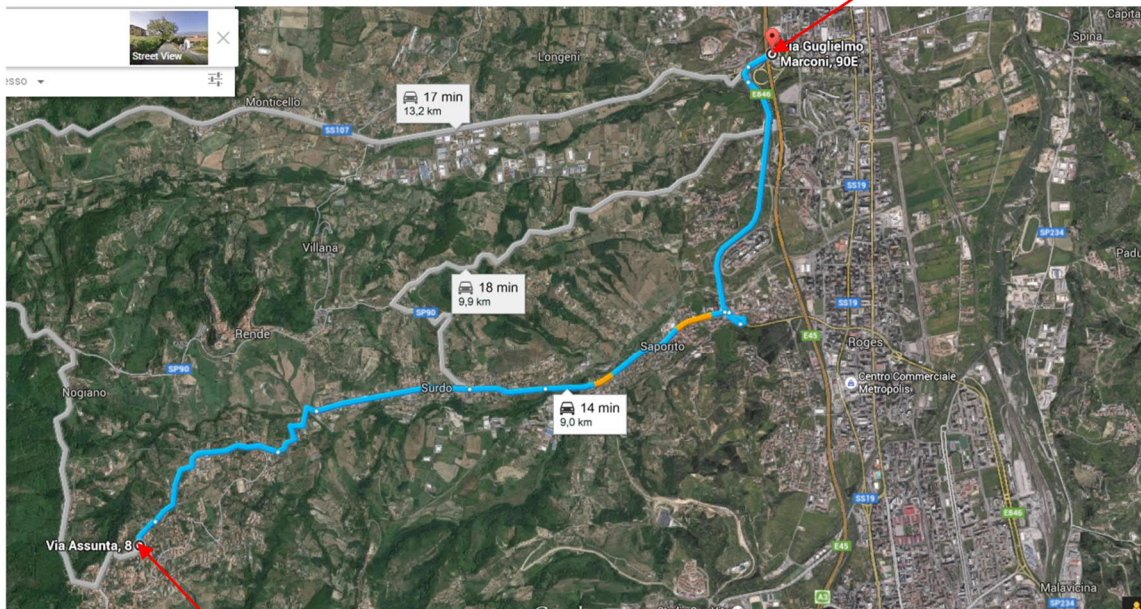 Street View
esso
Capita
Spina
Longeni
Via Guglielmo
Marconi, 90E
17 min
13,2 km
Monticello
E846
SS107
SS19
Villana
SP234
Padu
18 min
9,9 km
SP90
SS19
Rende
Saporito
E45
Roges
SP90
Centro Commerciale
Metropolis
Nogiano
Surdo
14 min
9,0 km
SS19
E846
Via Assunta, 8
E45
Malavicina
A3
SP234